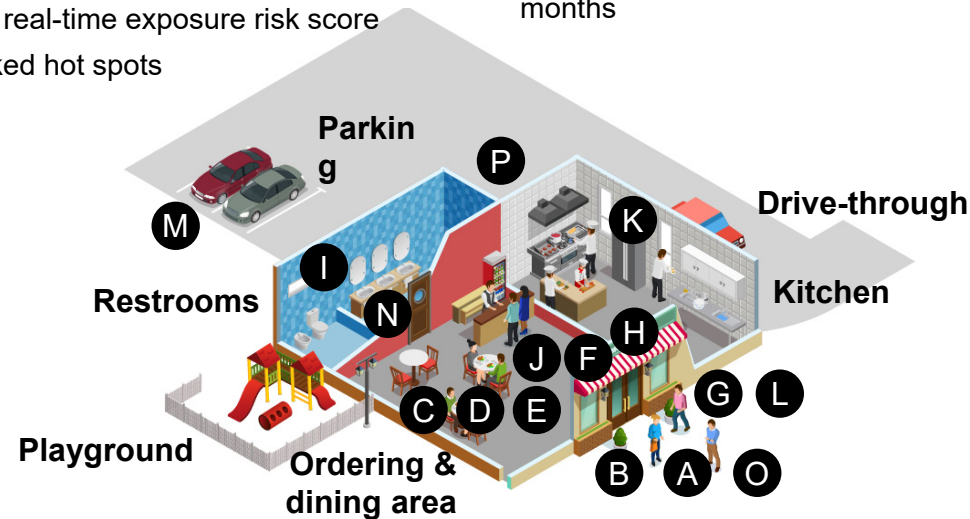 real-time exposure risk score
months
ked hot spots
Parkin
g
P
Drive-through
M
K
I
Restrooms
Kitchen
N
H
J
F
C
D
E
G
L
Playground
Ordering &
dining area
B
A
O